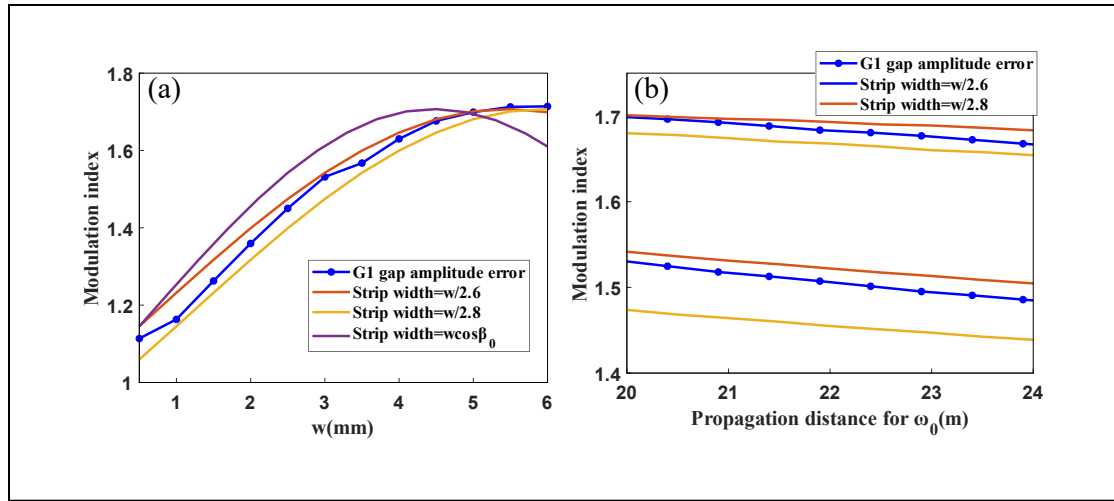 (a)
Modulation index
1.8
1.6
1.4
1.2
1
G1 gap amplitude error
Strip width=w/2.6
Strip width=w/2.8
Strip width=wcosβ₀
1 2 3 4 5 6
w(mm)
G1 gap amplitude error
Strip width=w/2.6
Strip width=w/2.8
(b)
Modulation index
1.7
1.6
1.5
1.4
20 21 22 23 24
Propagation distance for ω₀(m)